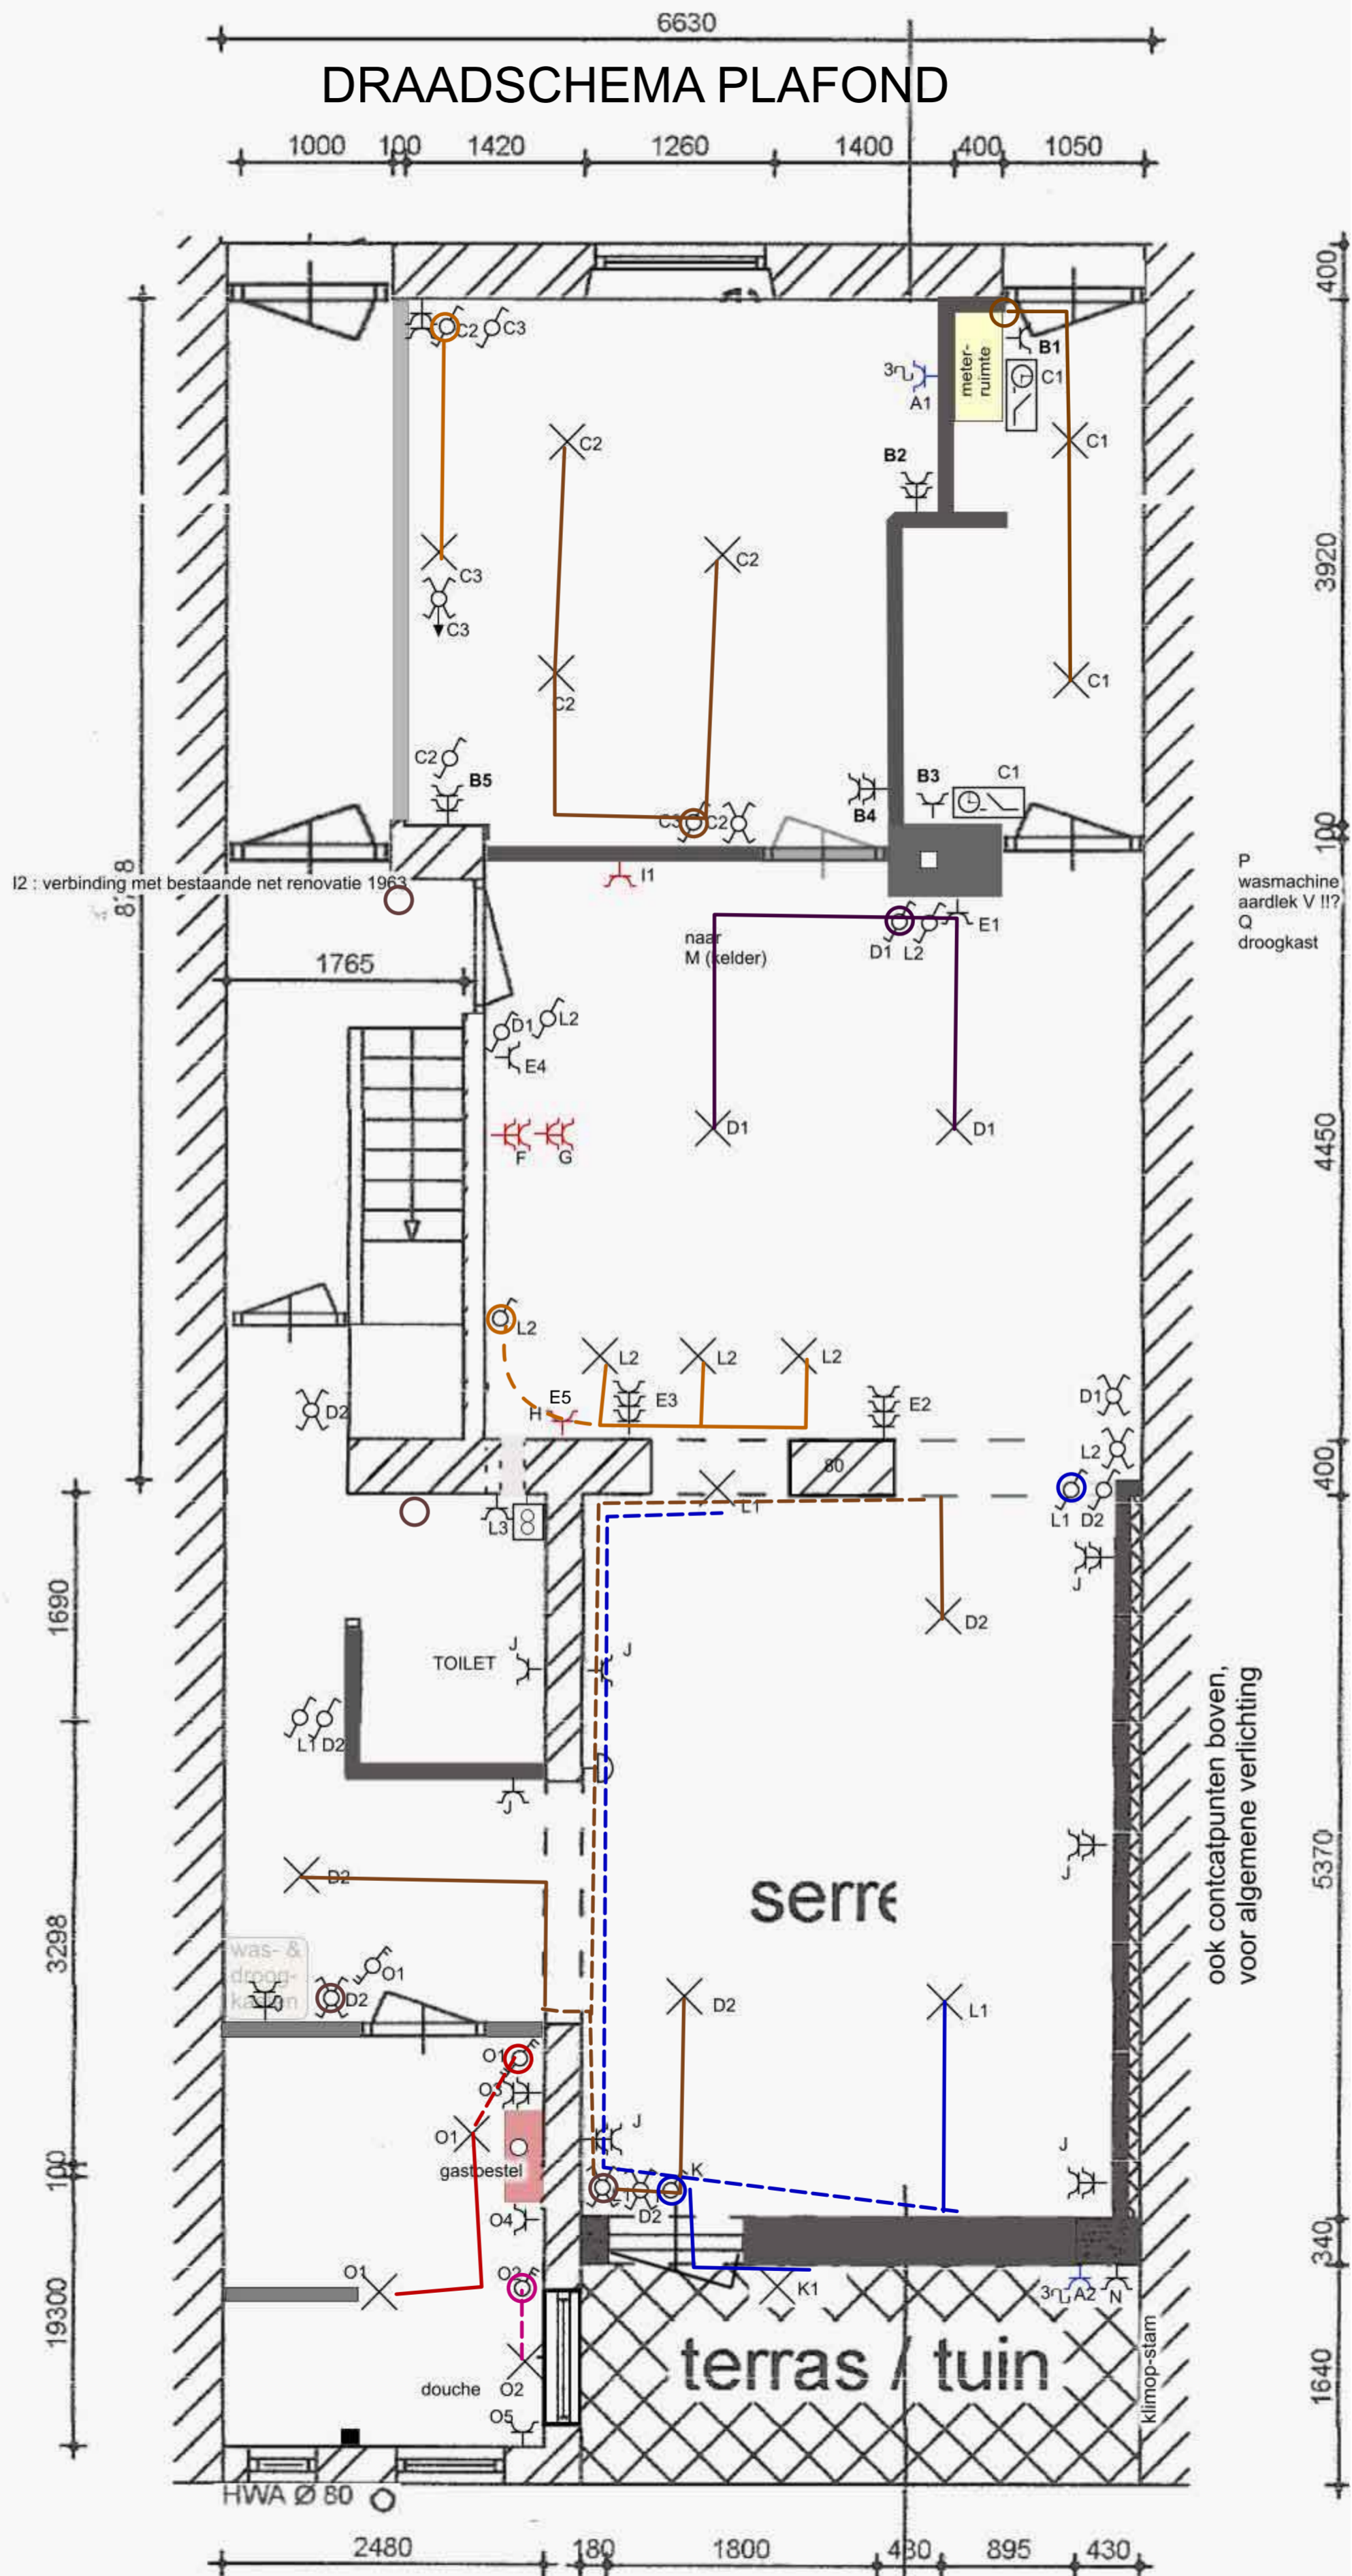 6630
DRAADSCHEMA PLAFOND
1000 100 1420 1260 1400 400 1050
400
C2 C3
B1
meter-
ruimte
3
A1
C1
C2
C1
B2
C2
3920
C3
C3
C2
C1
C2
B5
B3
C1
B4
C3 C2
100
I1
I2 : verbinding met bestaande net renovatie 1963
P
wasmachine
aardlek V !!?
Q
droogkast
E1
naar
M (kelder)
D1 L2
1765
D1 L2
E4
D1
D1
F G
4450
L2
L2 L2 L2
E5
H
E3
E2
D1
D2
L2
80
400
L1
L3
8
L1 D2
J
1690
D2
TOILET
J
J
ook contcatpunten boven,
voor algemene verlichting
L1 D2
J
J
5370
D2
serre
3298
was- &
droog-
kasten
O1
D2
D2
L1
O1
O3
O1
J
J
gastoestel
K
100
O4
D2
340
O1
O2
K1
3 A2 N
19300
terras / tuin
klimop-stam
1640
douche O2
O5
HWA Ø 80
2480 180 1800 430 895 430